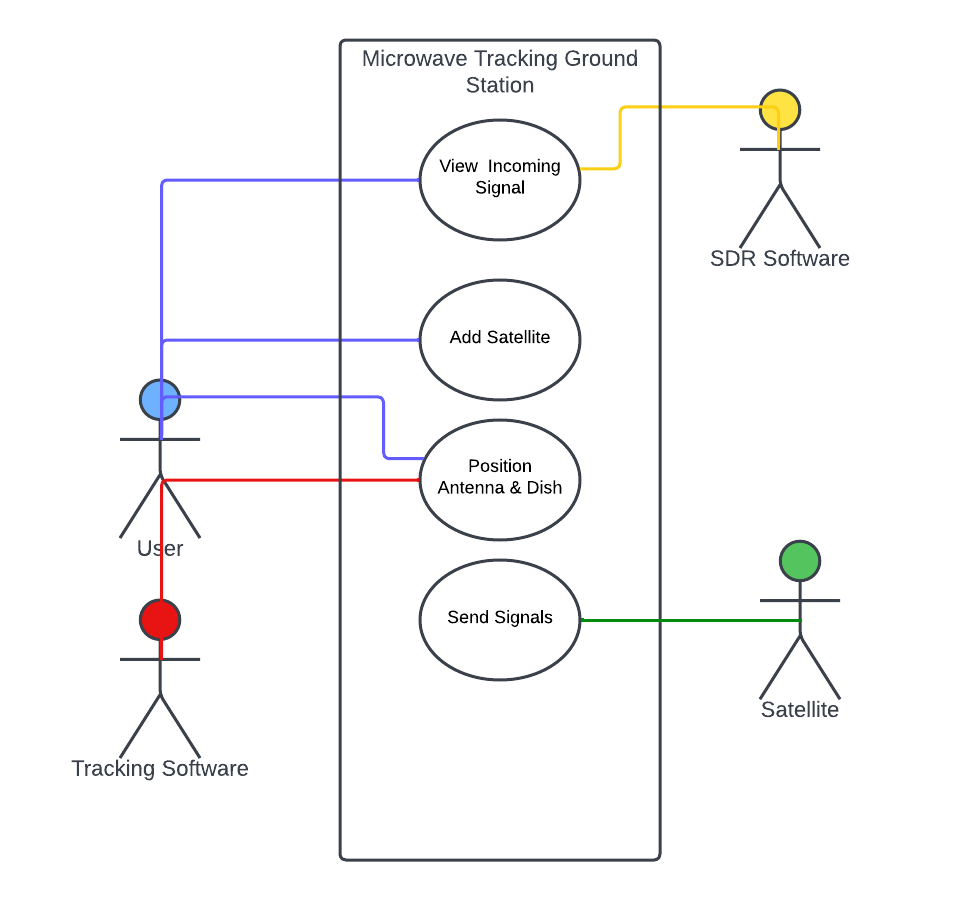 Microwave Tracking Ground
Station
View  Incoming
Signal
SDR Software
Add Satellite
Position
Antenna & Dish
User
Send Signals
Satellite
Tracking Software